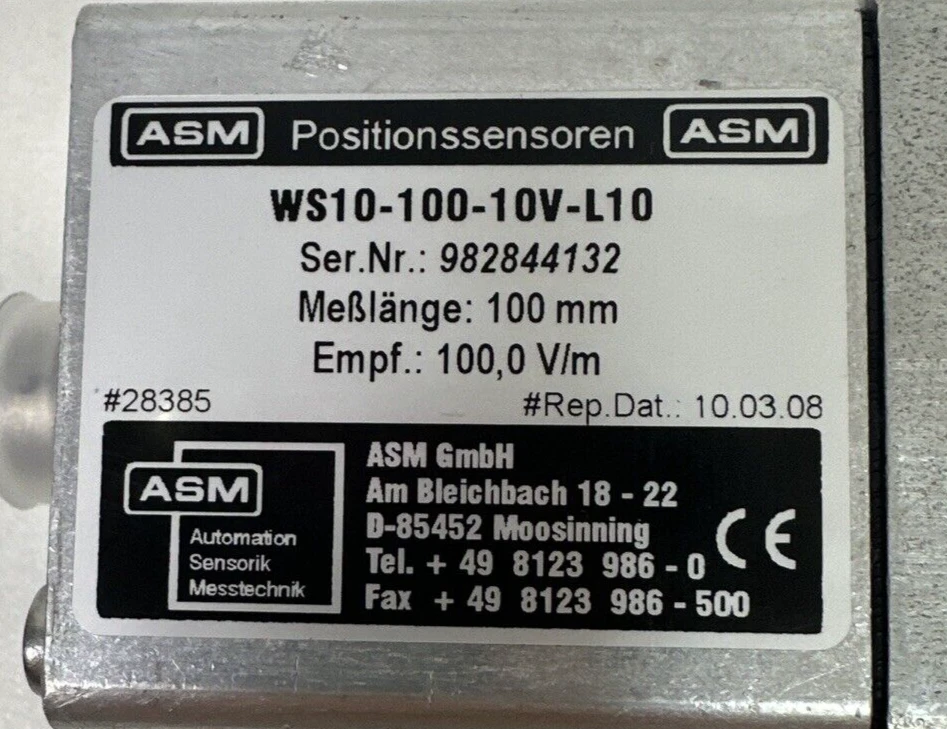 ASM Positionssensoren ASM
WS10-100-10V-L10
Ser.Nr.: 982844132
Meßlänge: 100 mm
Empf.: 100,0 V/m
#28385 #Rep.Dat.: 10.03.08
ASM
Automation
Sensorik
Messtechnik
ASM GmbH
Am Bleichbach 18 - 22
D-85452 Moosinning
Tel. + 49 8123 986 - 0
Fax + 49 8123 986 - 500
CE